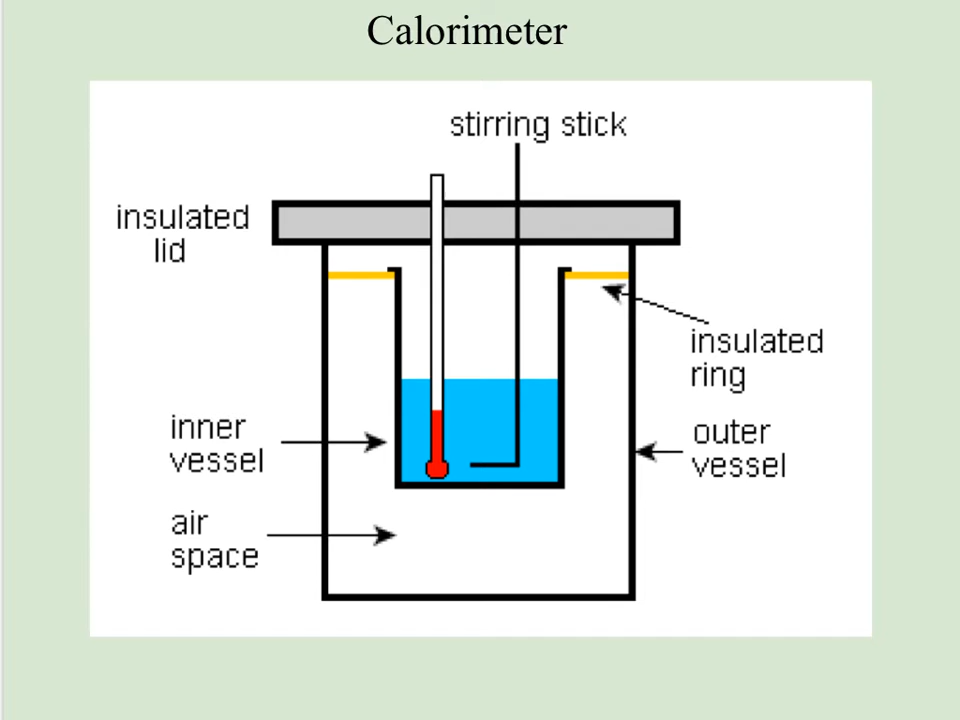 Calorimeter
stirring stick
insulated
lid
insulated
ring
inner
vessel
outer
vessel
air
space